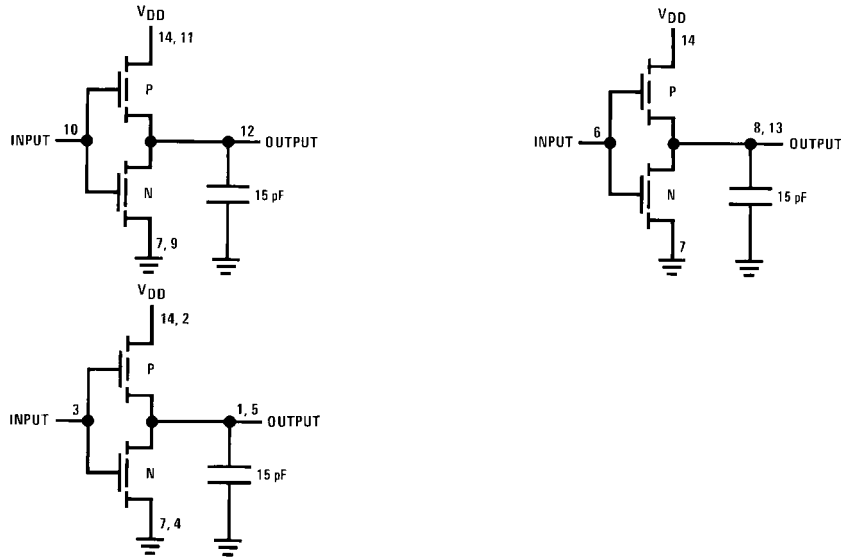 VDD
14, 11
P
INPUT 10
12 OUTPUT
N
15 pF
7, 9
VDD
14
P
INPUT 6
8, 13 OUTPUT
N
15 pF
7
VDD
14, 2
P
INPUT 3
1, 5 OUTPUT
N
15 pF
7, 4